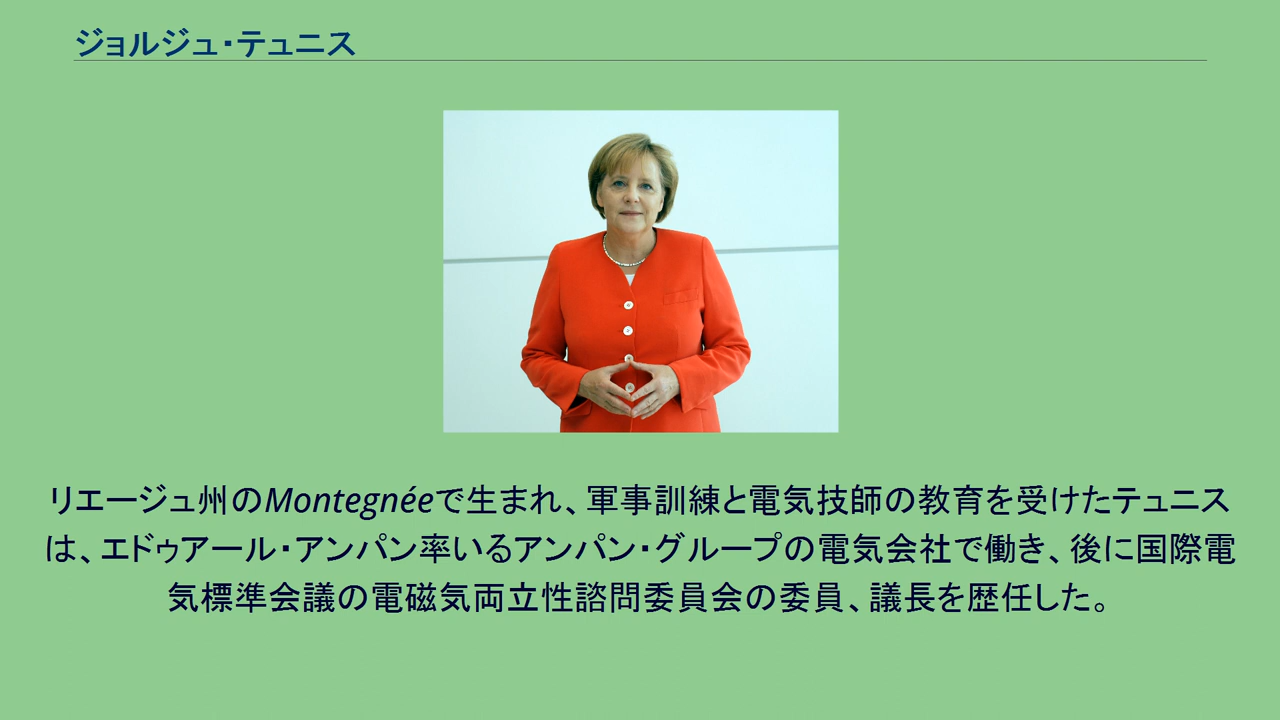 ジョルジュ・テュニス
リエージュ州のMontegnéeで生まれ、軍事訓練と電気技師の教育を受けたテュニス
は、エドゥアール・アンパン率いるアンパン・グループの電気会社で働き、後に国際電
気標準会議の電磁気両立性諮問委員会の委員、議長を歴任した。